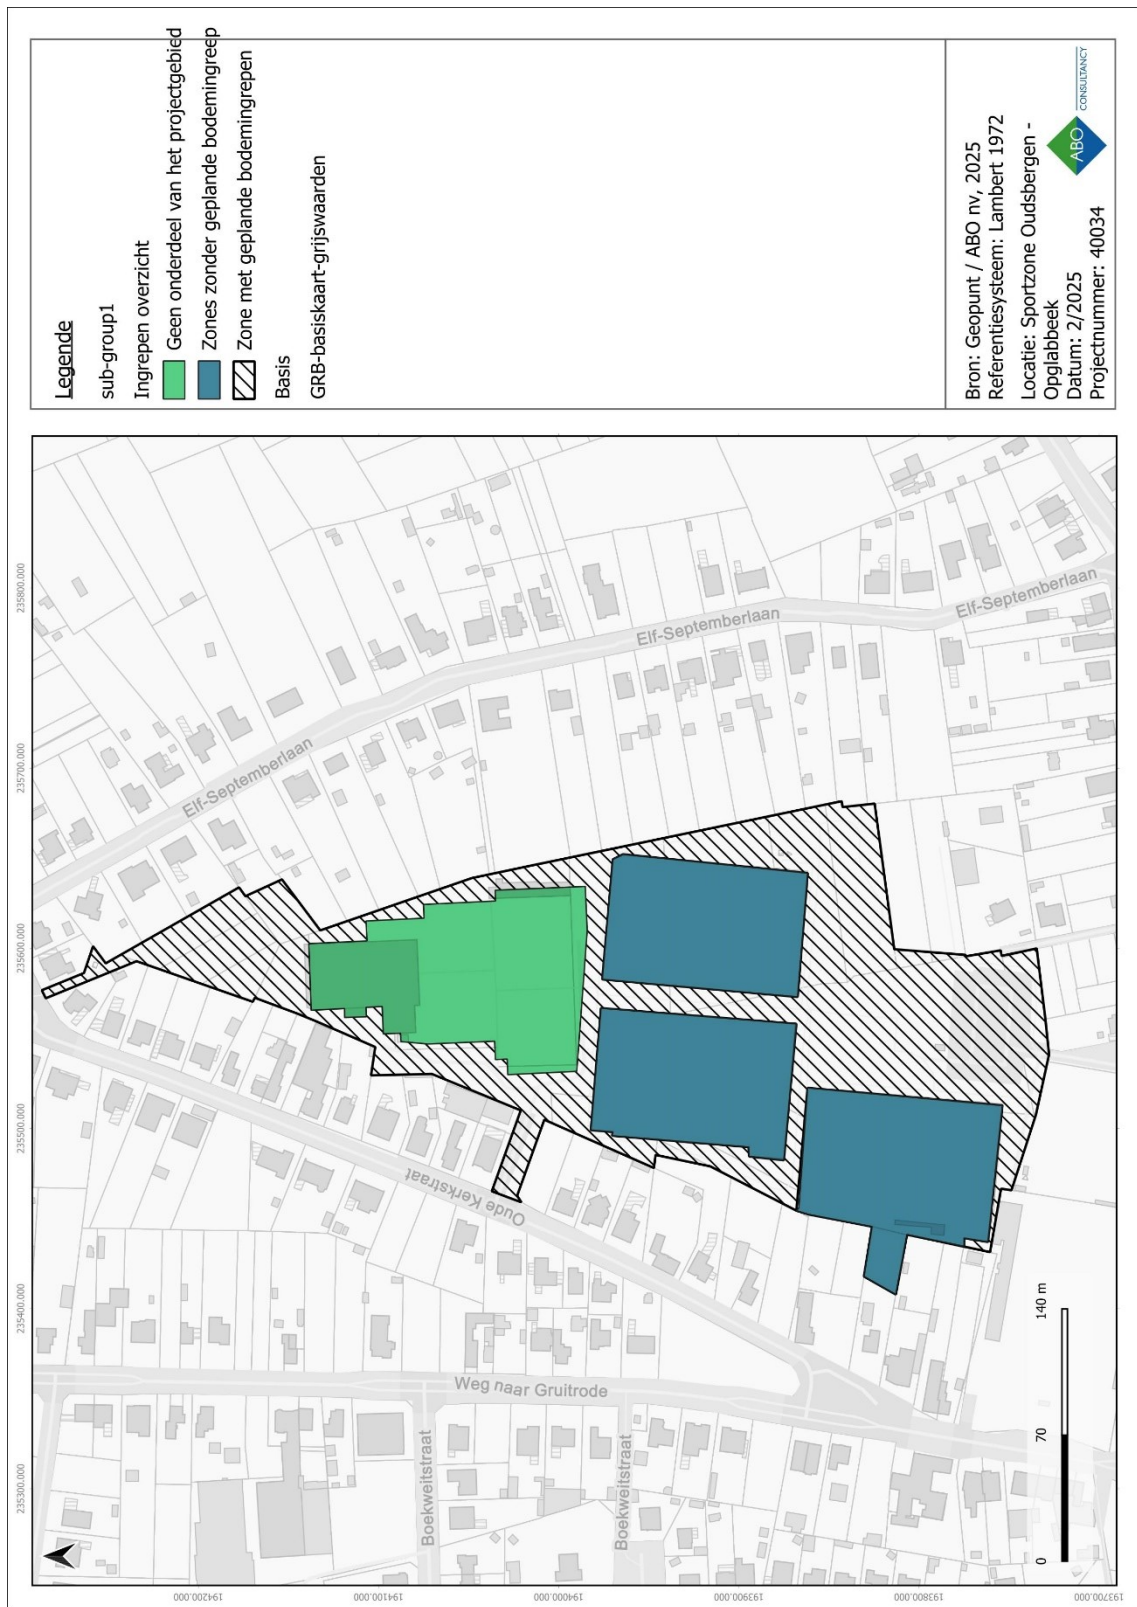 Legende
sub-group1
Ingrepen overzicht
Geen onderdeel van het projectgebied
Zones zonder geplande bodemingreep
Zone met geplande bodemingrepen
Basis
GRB-basiskaart-grijswaarden
Bron: Geopunt / ABO nv, 2025
Referentiesysteem: Lambert 1972
Locatie: Sportzone Oudsbergen -
Opglabbeek
Datum: 2/2025
Projectnummer: 40034
ABO
CONSULTANCY
235300.000
235400.000
235500.000
235600.000
235700.000
235800.000
194200.000
194100.000
194000.000
193900.000
193800.000
193700.000
Elf-Septemberlaan
Elf-Septemberlaan
Elf-Septemberlaan
Oude Kerkstraat
Weg naar Gruitrode
Boekweitstraat
Boekweitstraat
0
70
140 m